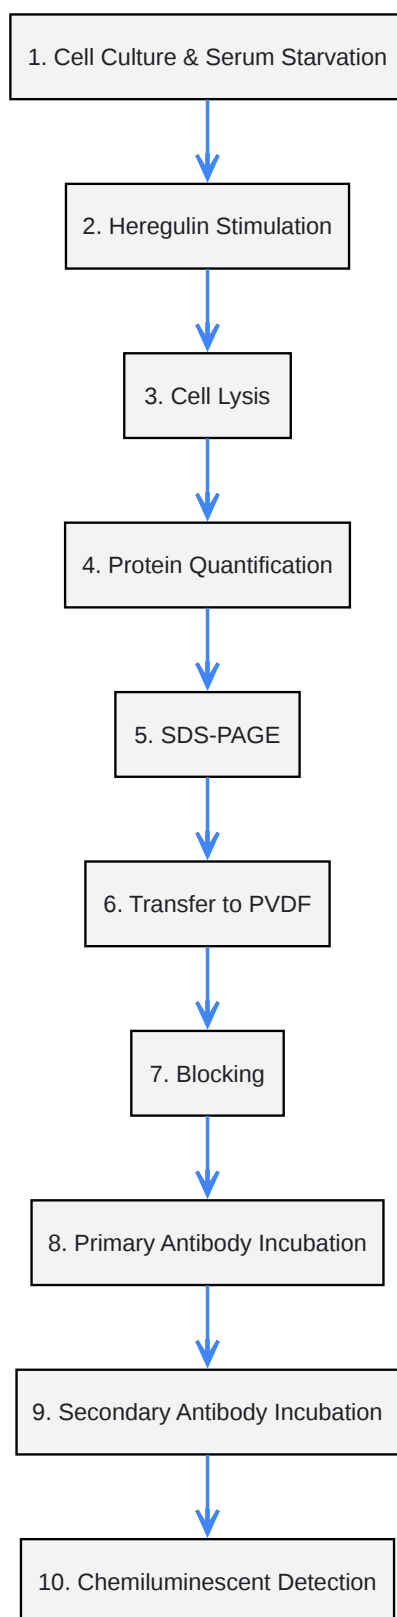 1. Cell Culture & Serum Starvation
2. Heregulin Stimulation
3. Cell Lysis
4. Protein Quantification
5. SDS-PAGE
6. Transfer to PVDF
7. Blocking
8. Primary Antibody Incubation
9. Secondary Antibody Incubation
10. Chemiluminescent Detection